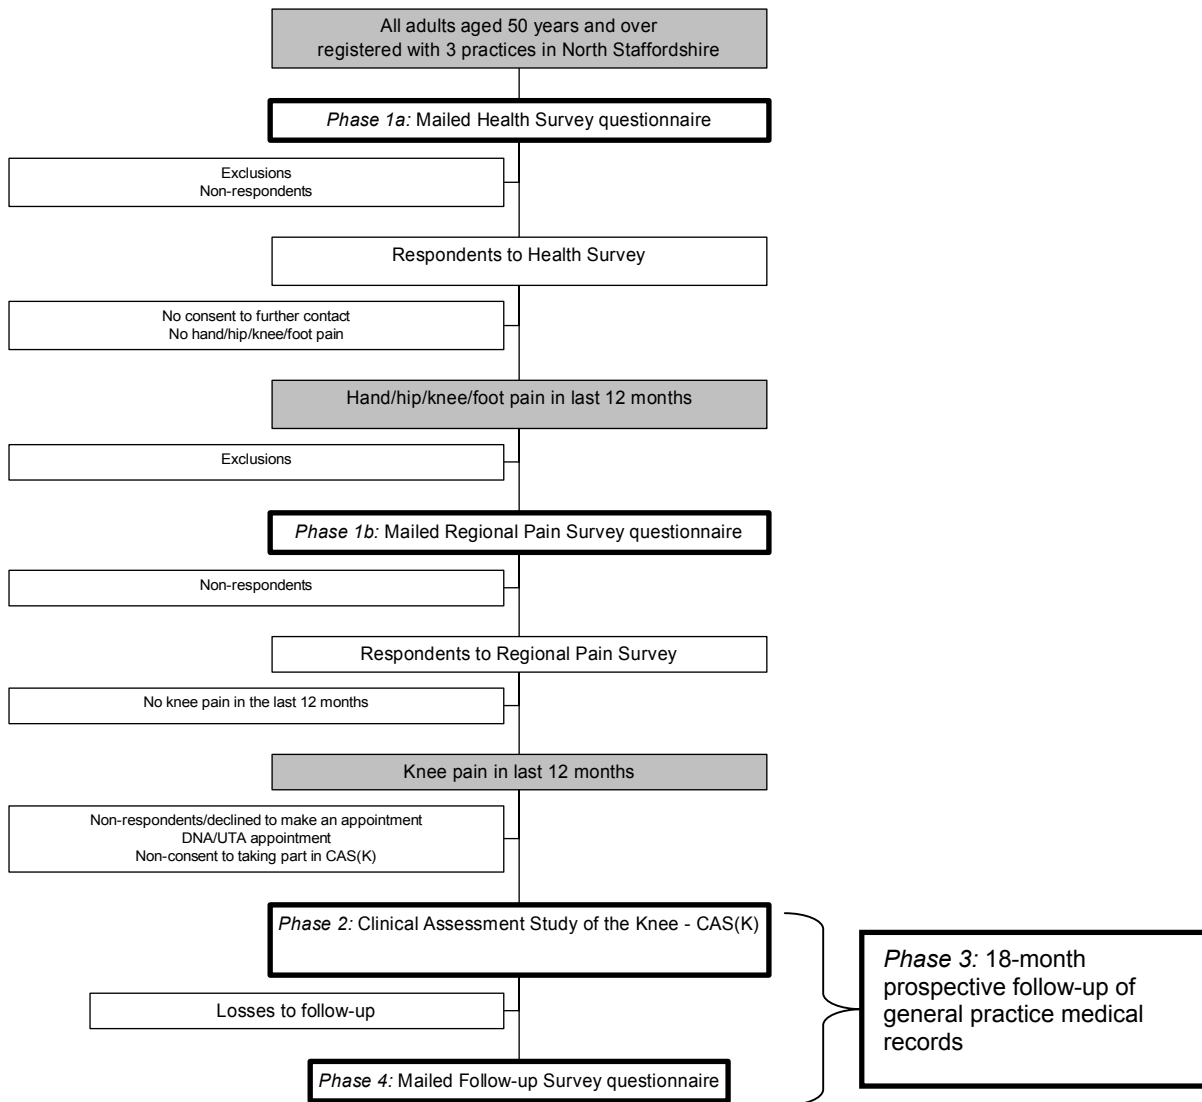 All adults aged 50 years and over
registered with 3 practices in North Staffordshire
Phase 1a: Mailed Health Survey questionnaire
Exclusions
Non-respondents
Respondents to Health Survey
No consent to further contact
No hand/hip/knee/foot pain
Hand/hip/knee/foot pain in last 12 months
Exclusions
Phase 1b: Mailed Regional Pain Survey questionnaire
Non-respondents
Respondents to Regional Pain Survey
No knee pain in the last 12 months
Knee pain in last 12 months
Non-respondents/declined to make an appointment
DNA/UTA appointment
Non-consent to taking part in CAS(K)
Phase 2: Clinical Assessment Study of the Knee - CAS(K)
Phase 3: 18-month
prospective follow-up of
general practice medical
records
Losses to follow-up
Phase 4: Mailed Follow-up Survey questionnaire